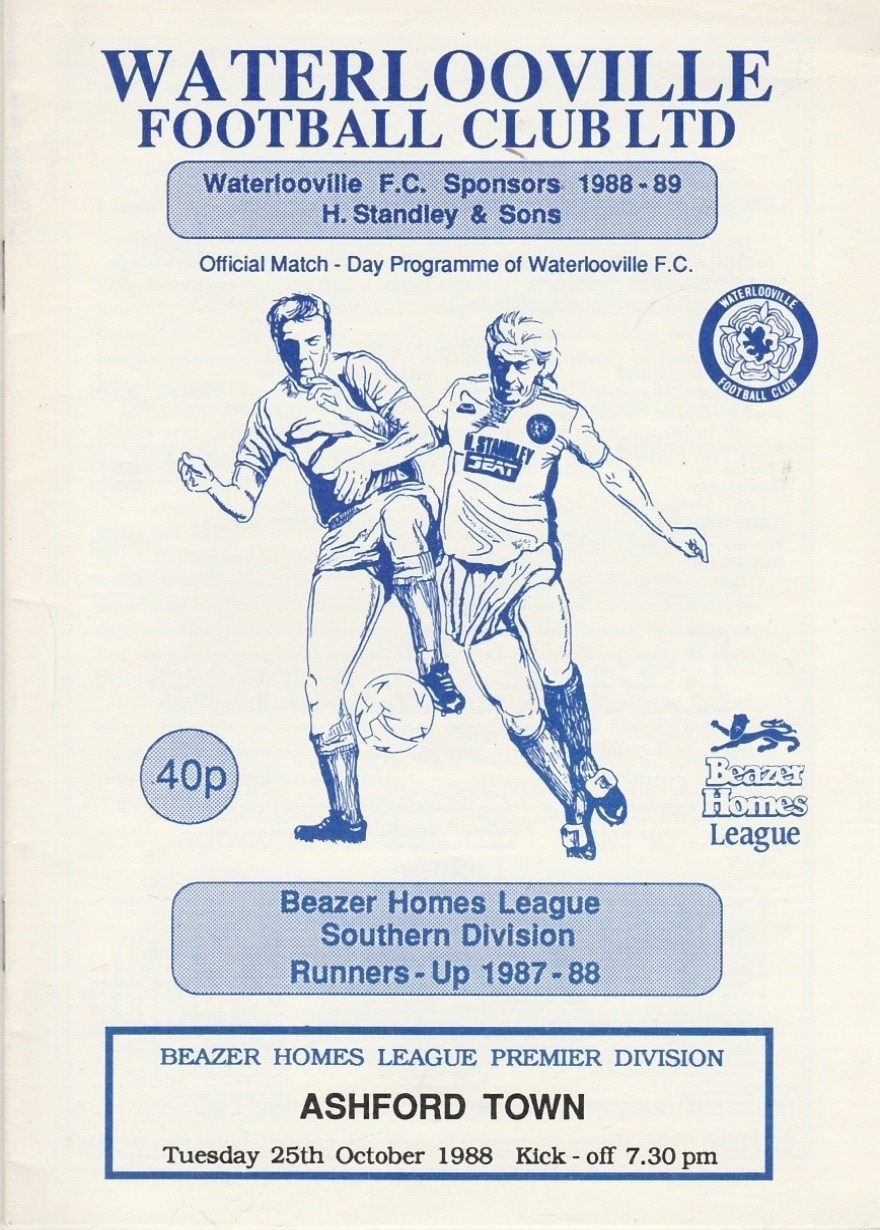 WATERLOOVILLE
FOOTBALL CLUB LTD
Waterlooville F.C. Sponsors 1988-89
H. Standley & Sons
Official Match - Day Programme of Waterlooville F.C.
WATERLOOVILLE
FOOTBALL CLUB
H. STANDLEY
SEAT
40p
Beazer
Homes
League
Beazer Homes League
Southern Division
Runners - Up 1987-88
BEAZER HOMES LEAGUE PREMIER DIVISION
ASHFORD TOWN
Tuesday 25th October 1988 Kick - off 7.30 pm